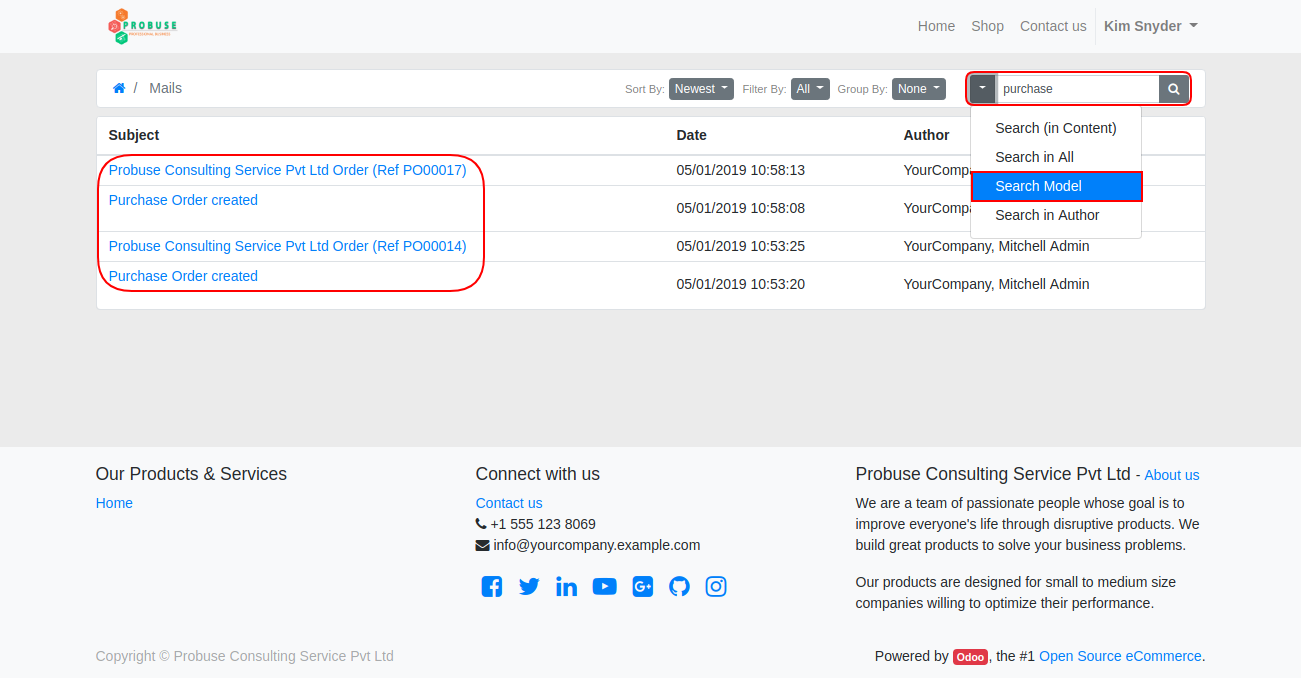 PROBUSE
Home Shop Contact us Kim Snyder
/ Mails Sort By: Newest Filter By: All Group By: None purchase
Search (in Content)
Search in All
Search Model
Search in Author
Subject Date Author
Probuse Consulting Service Pvt Ltd Order (Ref PO00017) 05/01/2019 10:58:13 YourComp
Purchase Order created 05/01/2019 10:58:08 YourCompa
Probuse Consulting Service Pvt Ltd Order (Ref PO00014) 05/01/2019 10:53:25 YourCompany, Mitchell Admin
Purchase Order created 05/01/2019 10:53:20 YourCompany, Mitchell Admin
Our Products & Services
Home
Connect with us
Contact us
+1 555 123 8069
info@yourcompany.example.com
Probuse Consulting Service Pvt Ltd - About us
We are a team of passionate people whose goal is to
improve everyone's life through disruptive products. We
build great products to solve your business problems.
Our products are designed for small to medium size
companies willing to optimize their performance.
Copyright © Probuse Consulting Service Pvt Ltd
Powered by Odoo, the #1 Open Source eCommerce.